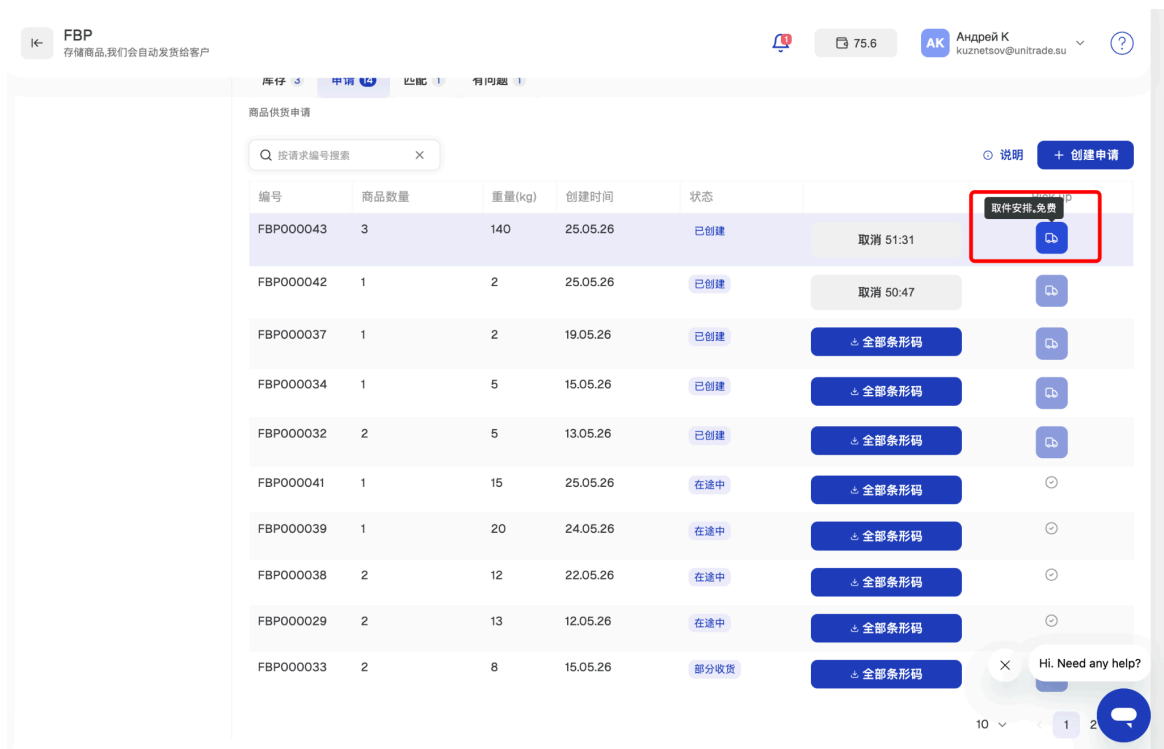 FBP
存储商品,我们会自动发货给客户
1
75.6
AK
Андрей К
kuznetsov@unitrade.su
?
库存 3 申请 14 匹配 1 有问题 1
商品供货申请
按请求编号搜索
说明
+ 创建申请
编号 商品数量 重量(kg) 创建时间 状态 Pick up
取件安排,免费
FBP000043 3 140 25.05.26 已创建 取消 51:31
FBP000042 1 2 25.05.26 已创建 取消 50:47
FBP000037 1 2 19.05.26 已创建 全部条形码
FBP000034 1 5 15.05.26 已创建 全部条形码
FBP000032 2 5 13.05.26 已创建 全部条形码
FBP000041 1 15 25.05.26 在途中 全部条形码
FBP000039 1 20 24.05.26 在途中 全部条形码
FBP000038 2 12 22.05.26 在途中 全部条形码
FBP000029 2 13 12.05.26 在途中 全部条形码
FBP000033 2 8 15.05.26 部分收货 全部条形码
Hi. Need any help?
10 1 2